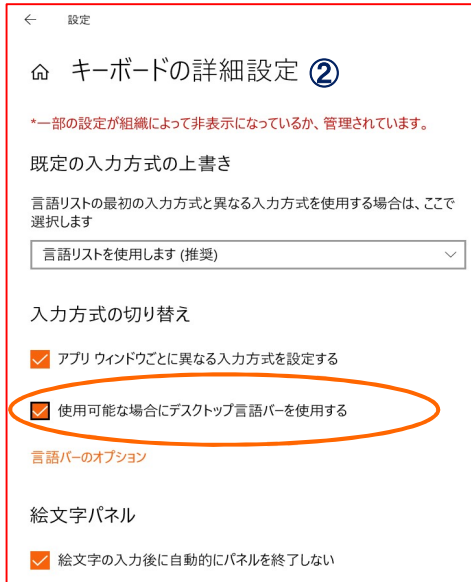 ← 設定
キーボードの詳細設定 ②
*一部の設定が組織によって非表示になっているか、管理されています。
既定の入力方式の上書き
言語リストの最初の入力方式と異なる入力方式を使用する場合は、ここで
選択します
言語リストを使用します (推奨)
入力方式の切り替え
アプリ ウィンドウごとに異なる入力方式を設定する
使用可能な場合にデスクトップ言語バーを使用する
言語バーのオプション
絵文字パネル
絵文字の入力後に自動的にパネルを終了しない